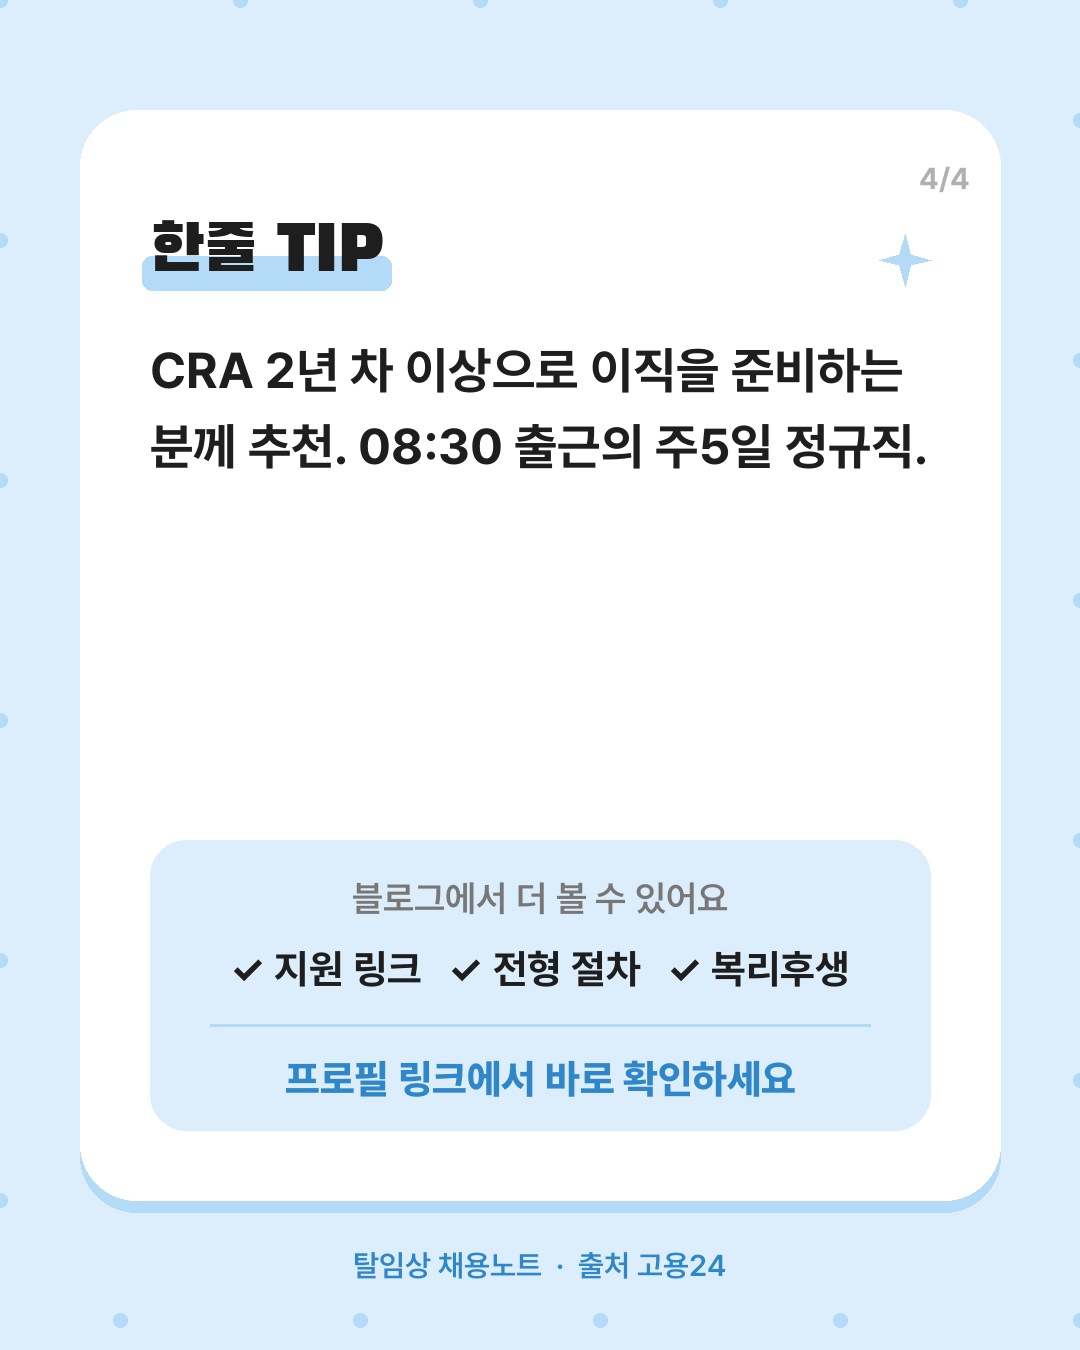 4/4
한줄 TIP
CRA 2년 차 이상으로 이직을 준비하는
분께 추천. 08:30 출근의 주5일 정규직.
블로그에서 더 볼 수 있어요
✓ 지원 링크 ✓ 전형 절차 ✓ 복리후생
프로필 링크에서 바로 확인하세요
탈임상 채용노트 · 출처 고용24